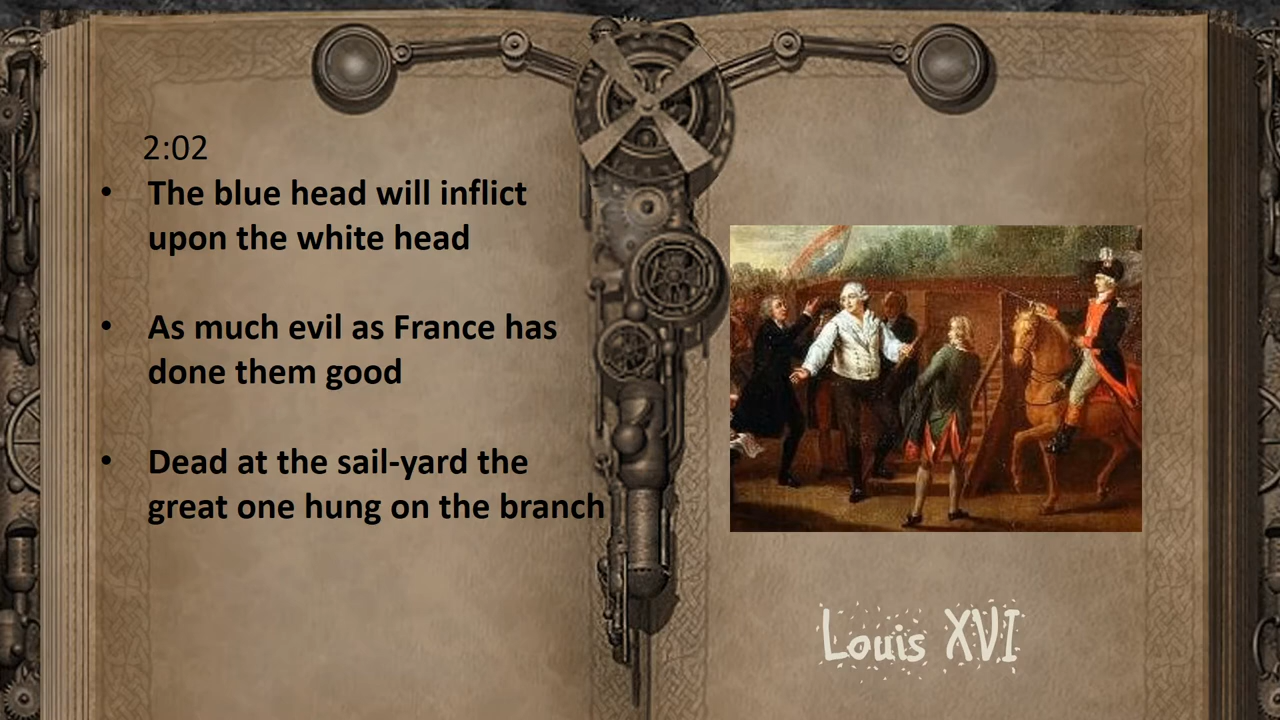 2:02
• The blue head will inflict
upon the white head
• As much evil as France has
done them good
• Dead at the sail-yard the
great one hung on the branch
Louis XVI